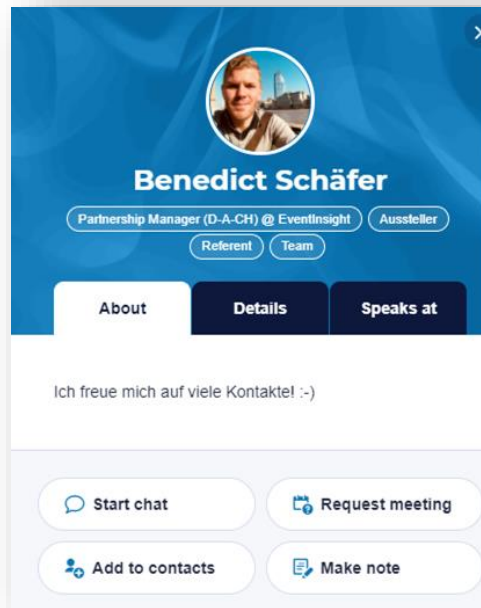 Benedict Schäfer
Partnership Manager (D-A-CH) @ EventInsight Aussteller
Referent Team
About Details Speaks at
Ich freue mich auf viele Kontakte! :-)
Start chat Request meeting
Add to contacts Make note